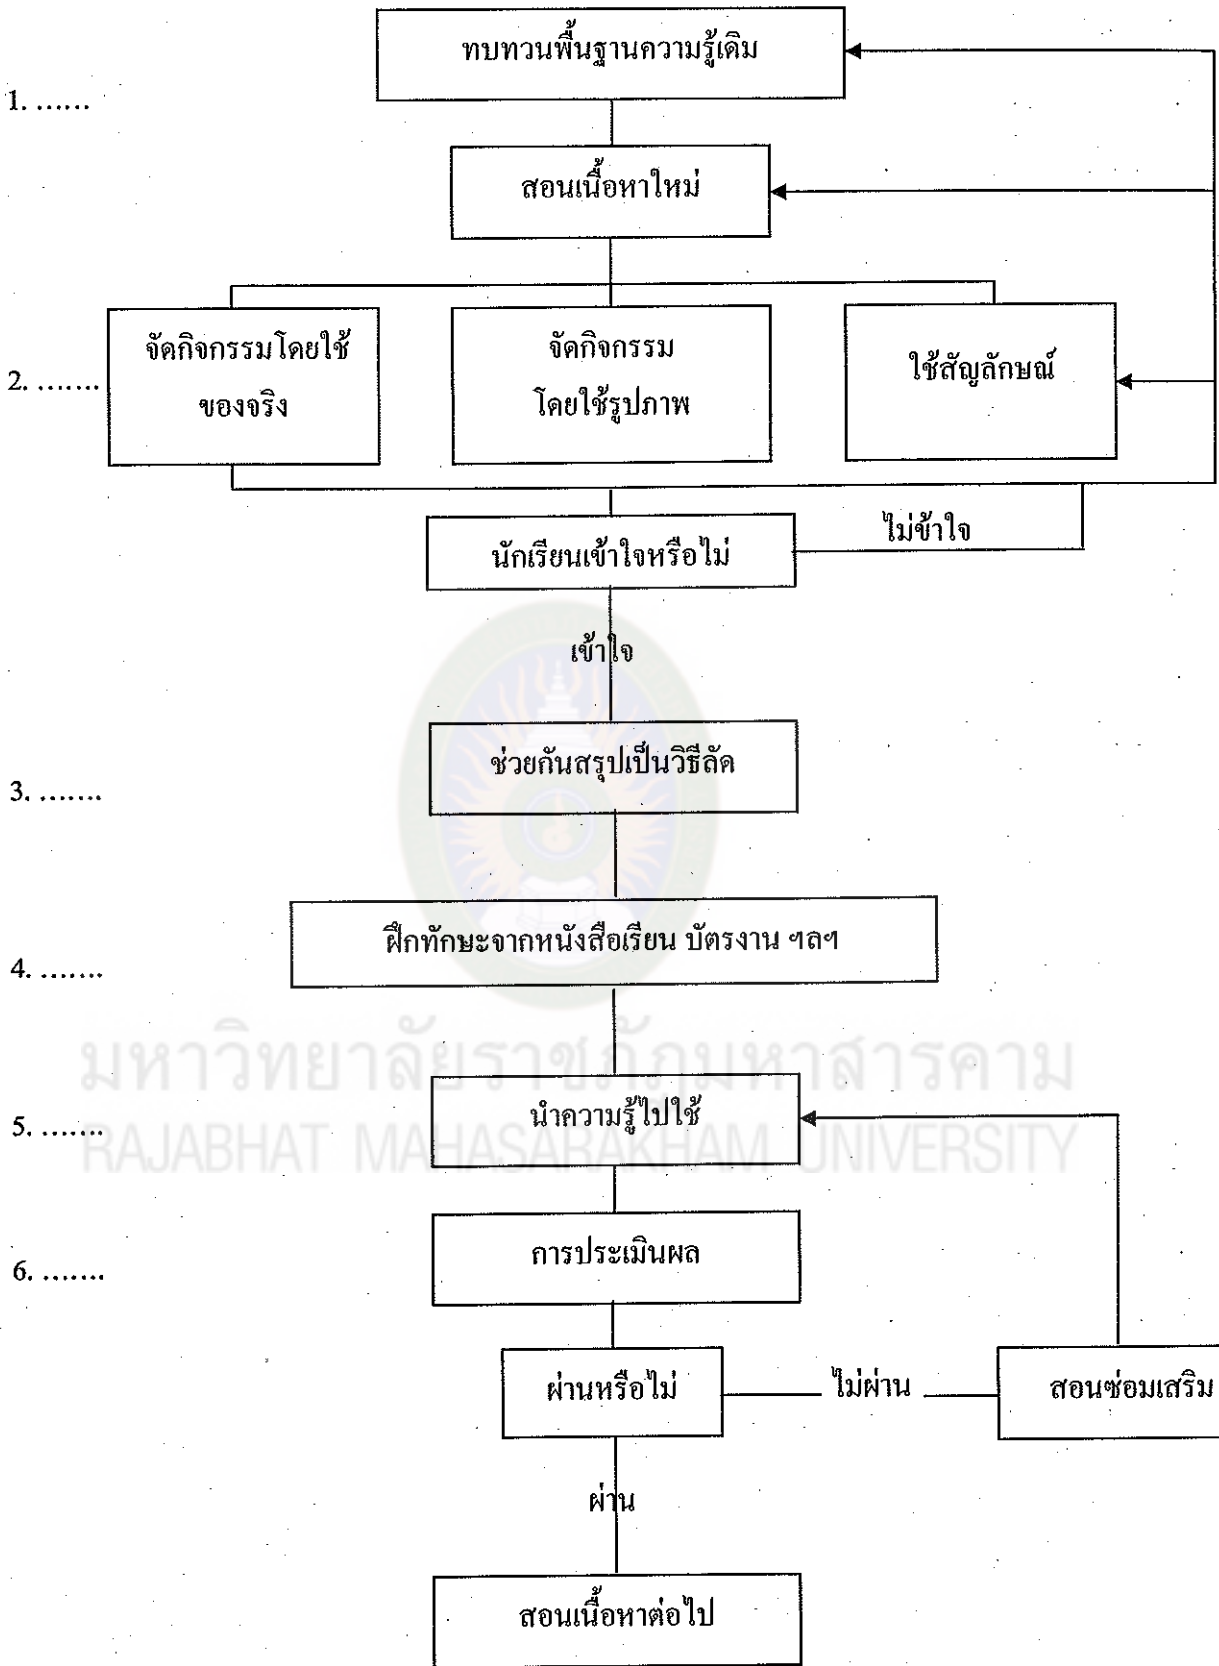 ทบทวนพื้นฐานความรู้เดิม
1. ......
สอนเนื้อหาใหม่
จัดกิจกรรมโดยใช้
ของจริง
จัดกิจกรรม
โดยใช้รูปภาพ
ใช้สัญลักษณ์
2. .......
นักเรียนเข้าใจหรือไม่
ไม่ข้าใจ
เข้าใจ
ช่วยกันสรุปเป็นวิธีลัด
3. .......
ฝึกทักษะจากหนังสือเรียน บัตรงาน ฯลฯ
4. .......
มหาวิทยาลัยราชภัฏมหาสารคาม
นำความรู้ไปใช้
5. .......
RAJABHAT MAHASARAKHAM UNIVERSITY
การประเมินผล
6. .......
ผ่านหรือไม่
ไม่ผ่าน
สอนซ่อมเสริม
ผ่าน
สอนเนื้อหาต่อไป